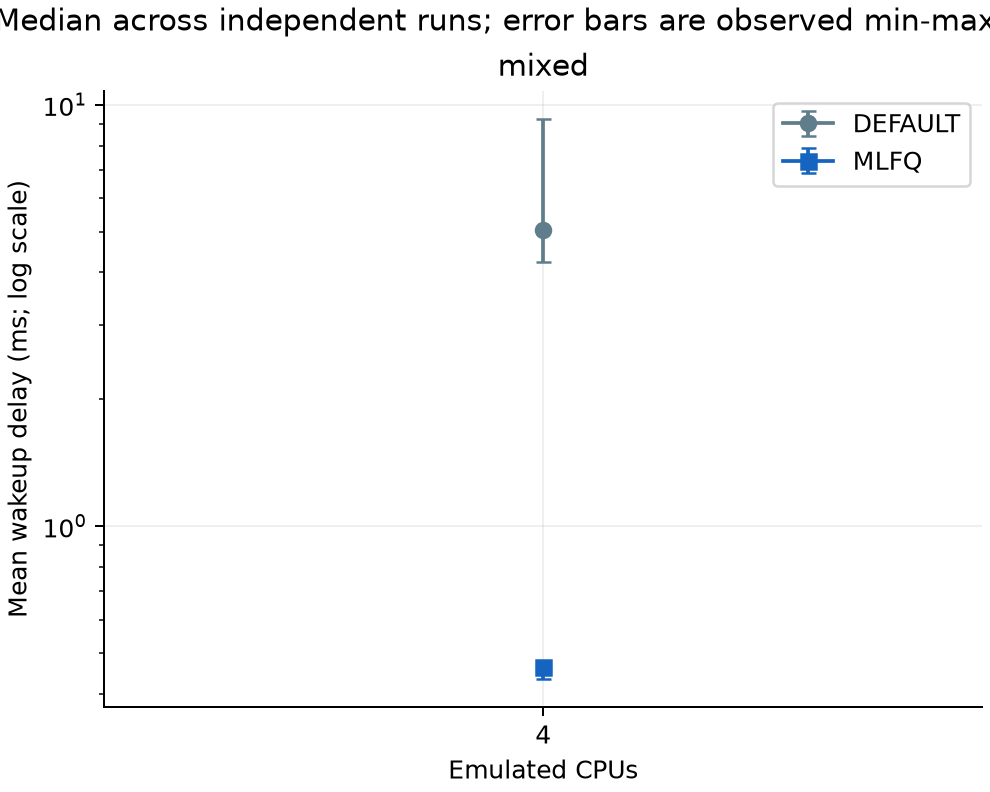 Median across independent runs; error bars are observed min-max
mixed
10¹
DEFAULT
MLFQ
Mean wakeup delay (ms; log scale)
10⁰
4
Emulated CPUs